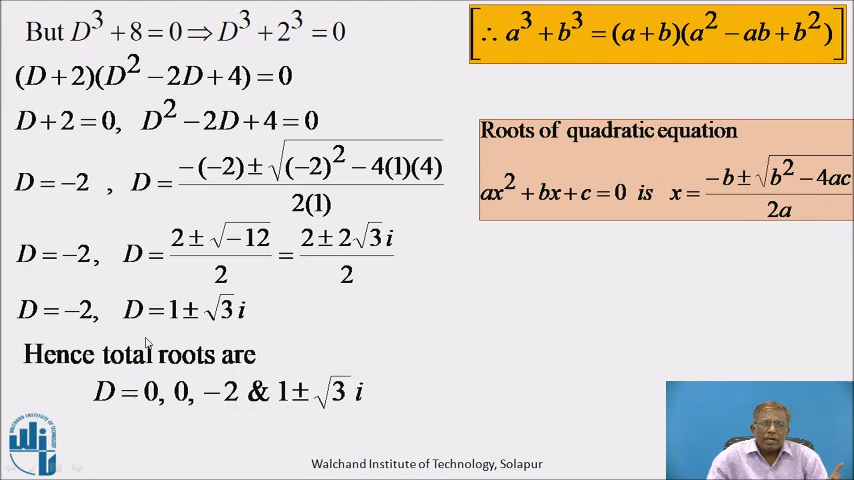 But D³ + 8 = 0 ⇒ D³ + 2³ = 0
[∴ a³ + b³ = (a + b)(a² − ab + b²)]
(D + 2)(D² − 2D + 4) = 0
D + 2 = 0, D² − 2D + 4 = 0
Roots of quadratic equation
ax² + bx + c = 0 is x = (−b ± √(b² − 4ac)) / 2a
D = −2 , D = (−(−2) ± √((−2)² − 4(1)(4))) / 2(1)
D = −2, D = (2 ± √−12) / 2 = (2 ± 2√3 i) / 2
D = −2, D = 1 ± √3 i
Hence total roots are
D = 0, 0, −2 & 1 ± √3 i
Walchand Institute of Technology, Solapur